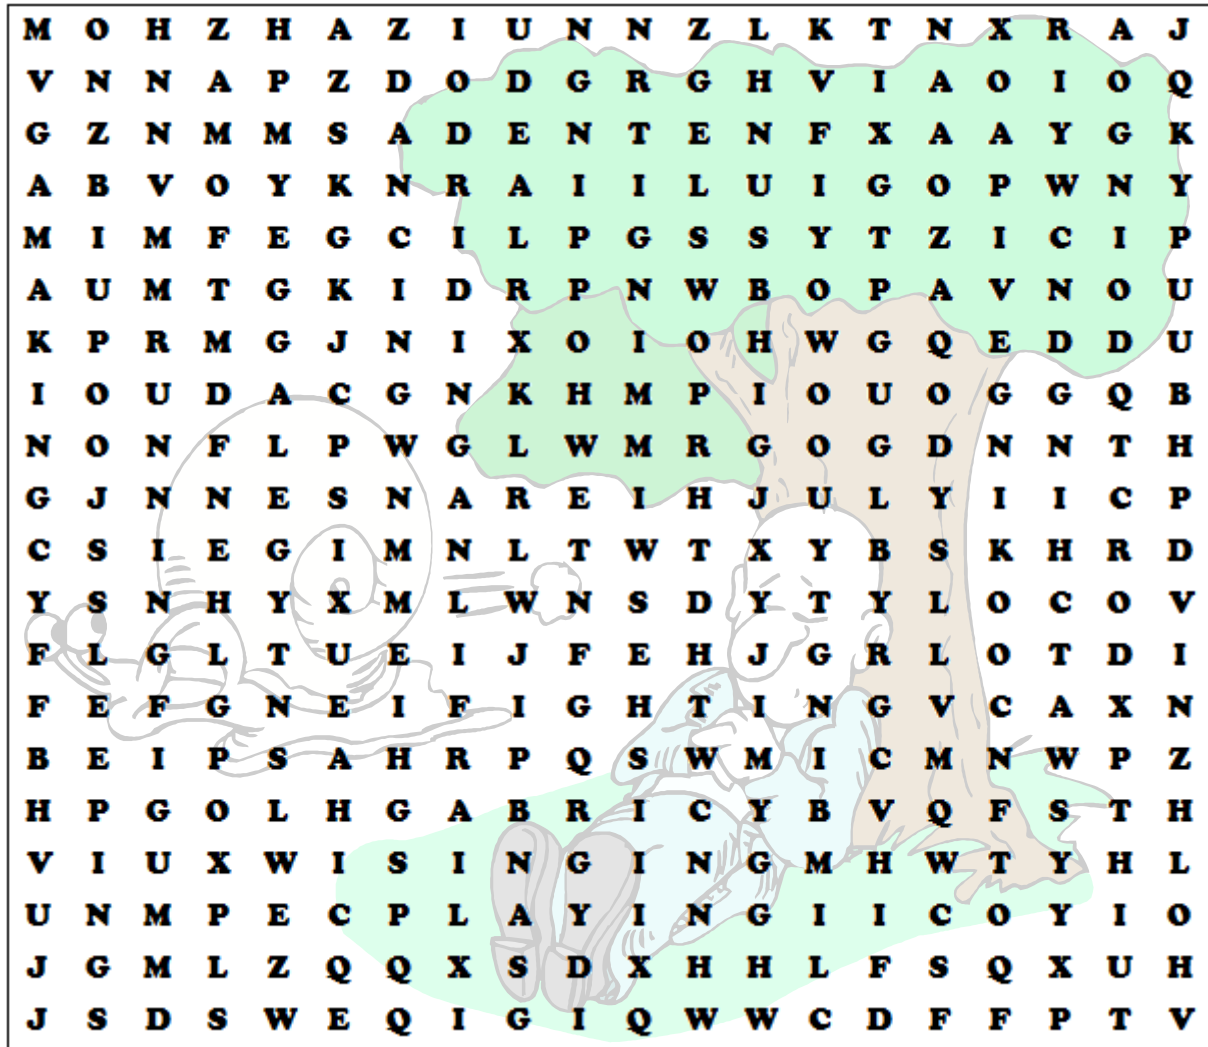 M O H Z H A Z I U N N Z L K T N X R A J
V N N A P Z D O D G R G H V I A O I O Q
G Z N M M S A D E N T E N F X A A Y G K
A B V O Y K N R A I I L U I G O P W N Y
M I M F E G C I L P G S S Y T Z I C I P
A U M T G K I D R P N W B O P A V N O U
K P R M G J N I X O I O H W G Q E D D U
I O U D A C G N K H M P I O U O G G Q B
N O N F L P W G L W M R G O G D N N T H
G J N N E S N A R E I H J U L Y I I C P
C S I E G I M N L T W T X Y B S K H R D
Y S N H Y X M L W N S D Y T Y L O C O V
F L G L T U E I J F E H J G R L O T D I
F E F G N E I F I G H T I N G V C A X N
B E I P S A H R P Q S W M I C M N W P Z
H P G O L H G A B R I C Y B V Q F S T H
V I U X W I S I N G I N G M H W T Y H L
U N M P E C P L A Y I N G I I C O Y I O
J G M L Z Q Q X S D X H H L F S Q X U H
J S D S W E Q I G I Q W W C D F F P T V